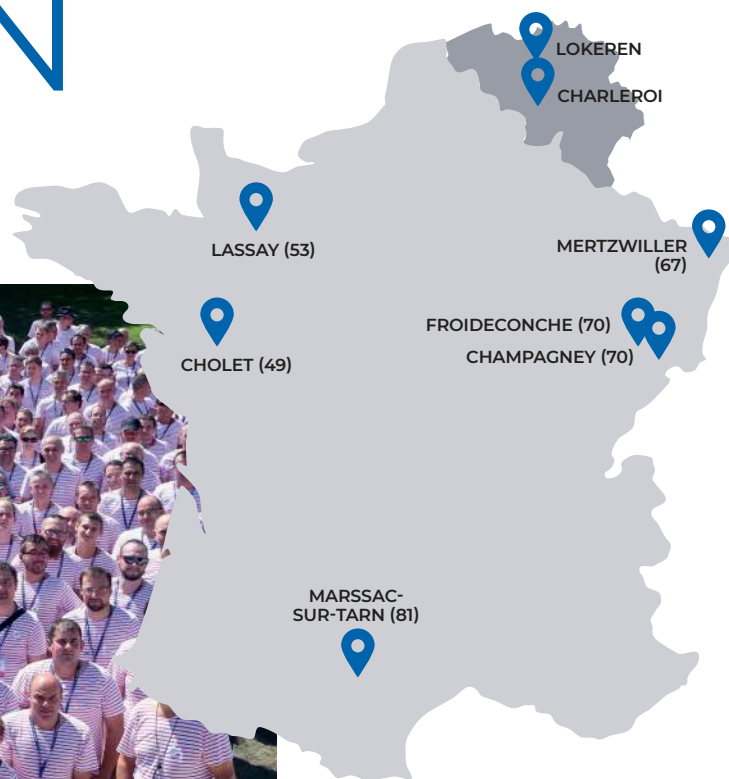 N
LOKEREN
CHARLEROI
LASSAY (53)
MERTZWILLER
(67)
FROIDECONCHE (70)
CHAMPAGNEY (70)
CHOLET (49)
MARSSAC-
SUR-TARN (81)